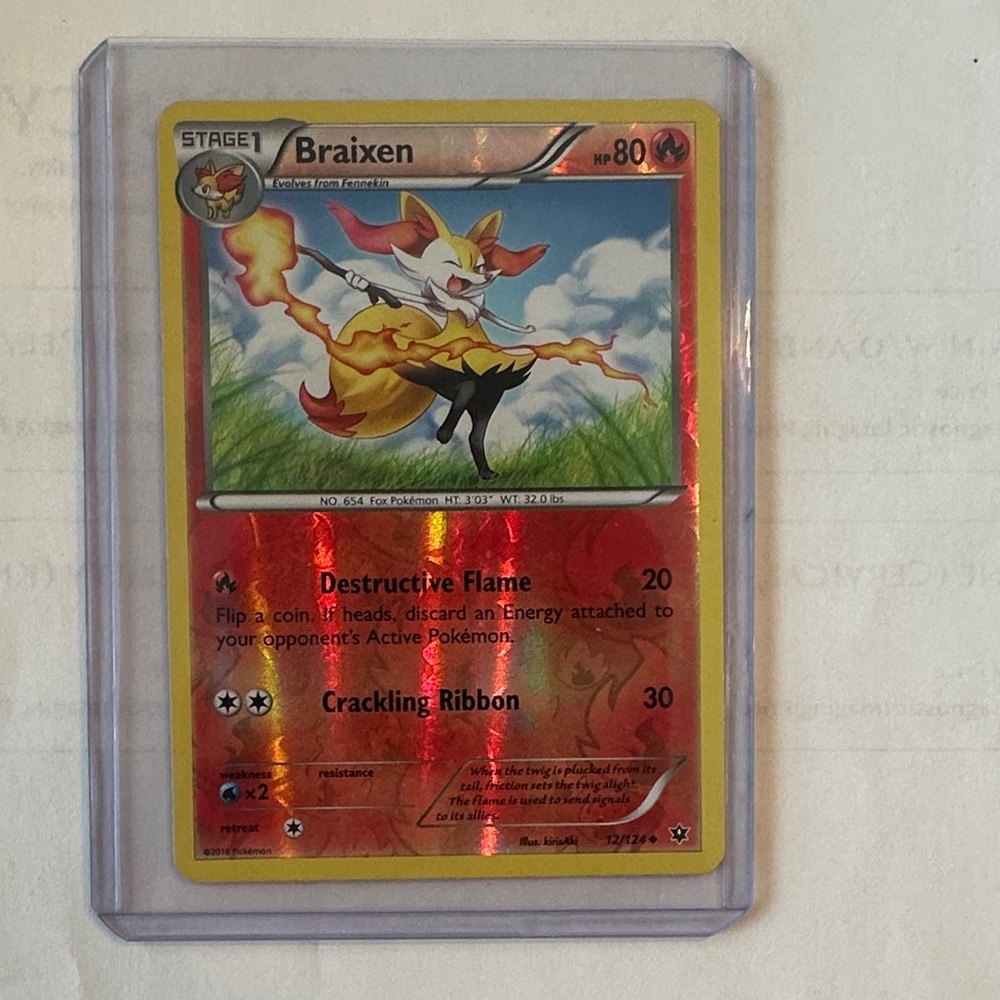 STAGE1
Braixen
HP80
Evolves from Fennekin
NO. 654 Fox Pokémon HT: 3'03" WT: 32.0 lbs.
Destructive Flame 20
Flip a coin. If heads, discard an Energy attached to
your opponent's Active Pokémon.
Crackling Ribbon 30
weakness resistance
×2
retreat
When the twig is plucked from its
tail, friction sets the twig alight.
The flame is used to send signals
to its allies.
Illus. kirisAki 12/124
©2016 Pokémon